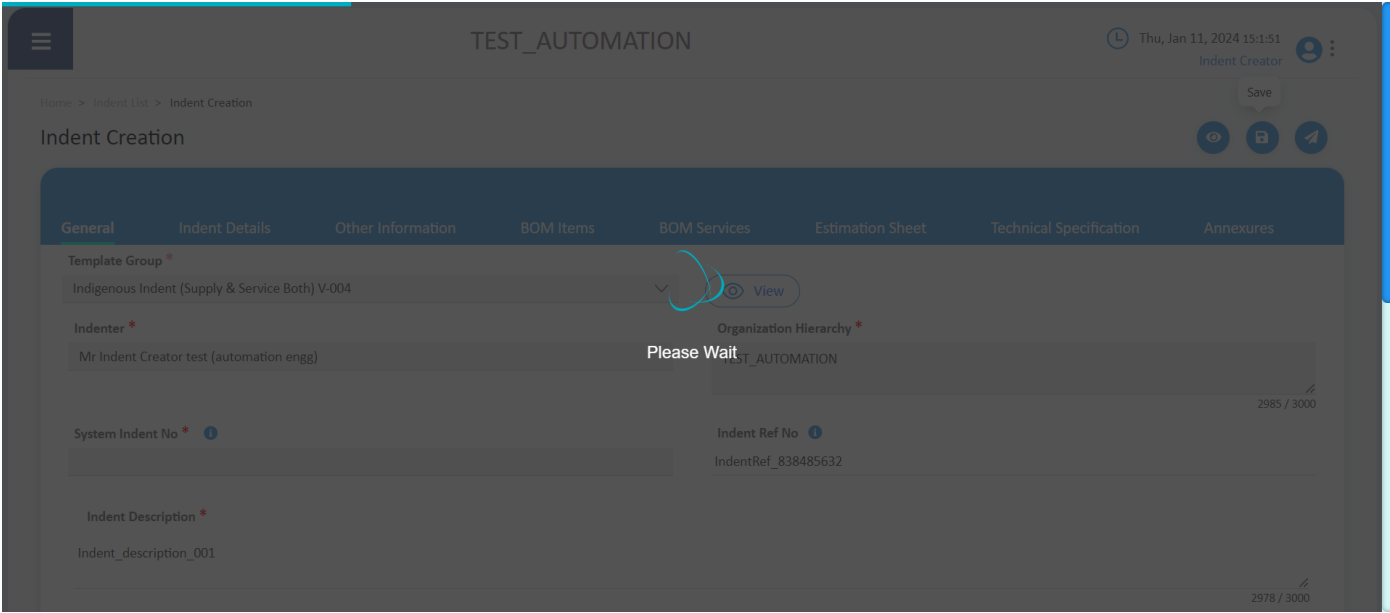 TEST_AUTOMATION
Thu, Jan 11, 2024 15:1:51
Indent Creator
Home > Indent List > Indent Creation
Save
Indent Creation
General Indent Details Other Information BOM Items BOM Services Estimation Sheet Technical Specification Annexures
Template Group *
Indigenous Indent (Supply & Service Both) V-004
View
Indenter * Organization Hierarchy *
Mr Indent Creator test (automation engg) TEST_AUTOMATION
Please Wait
2985 / 3000
System Indent No * Indent Ref No
IndentRef_838485632
Indent Description *
Indent_description_001
2978 / 3000